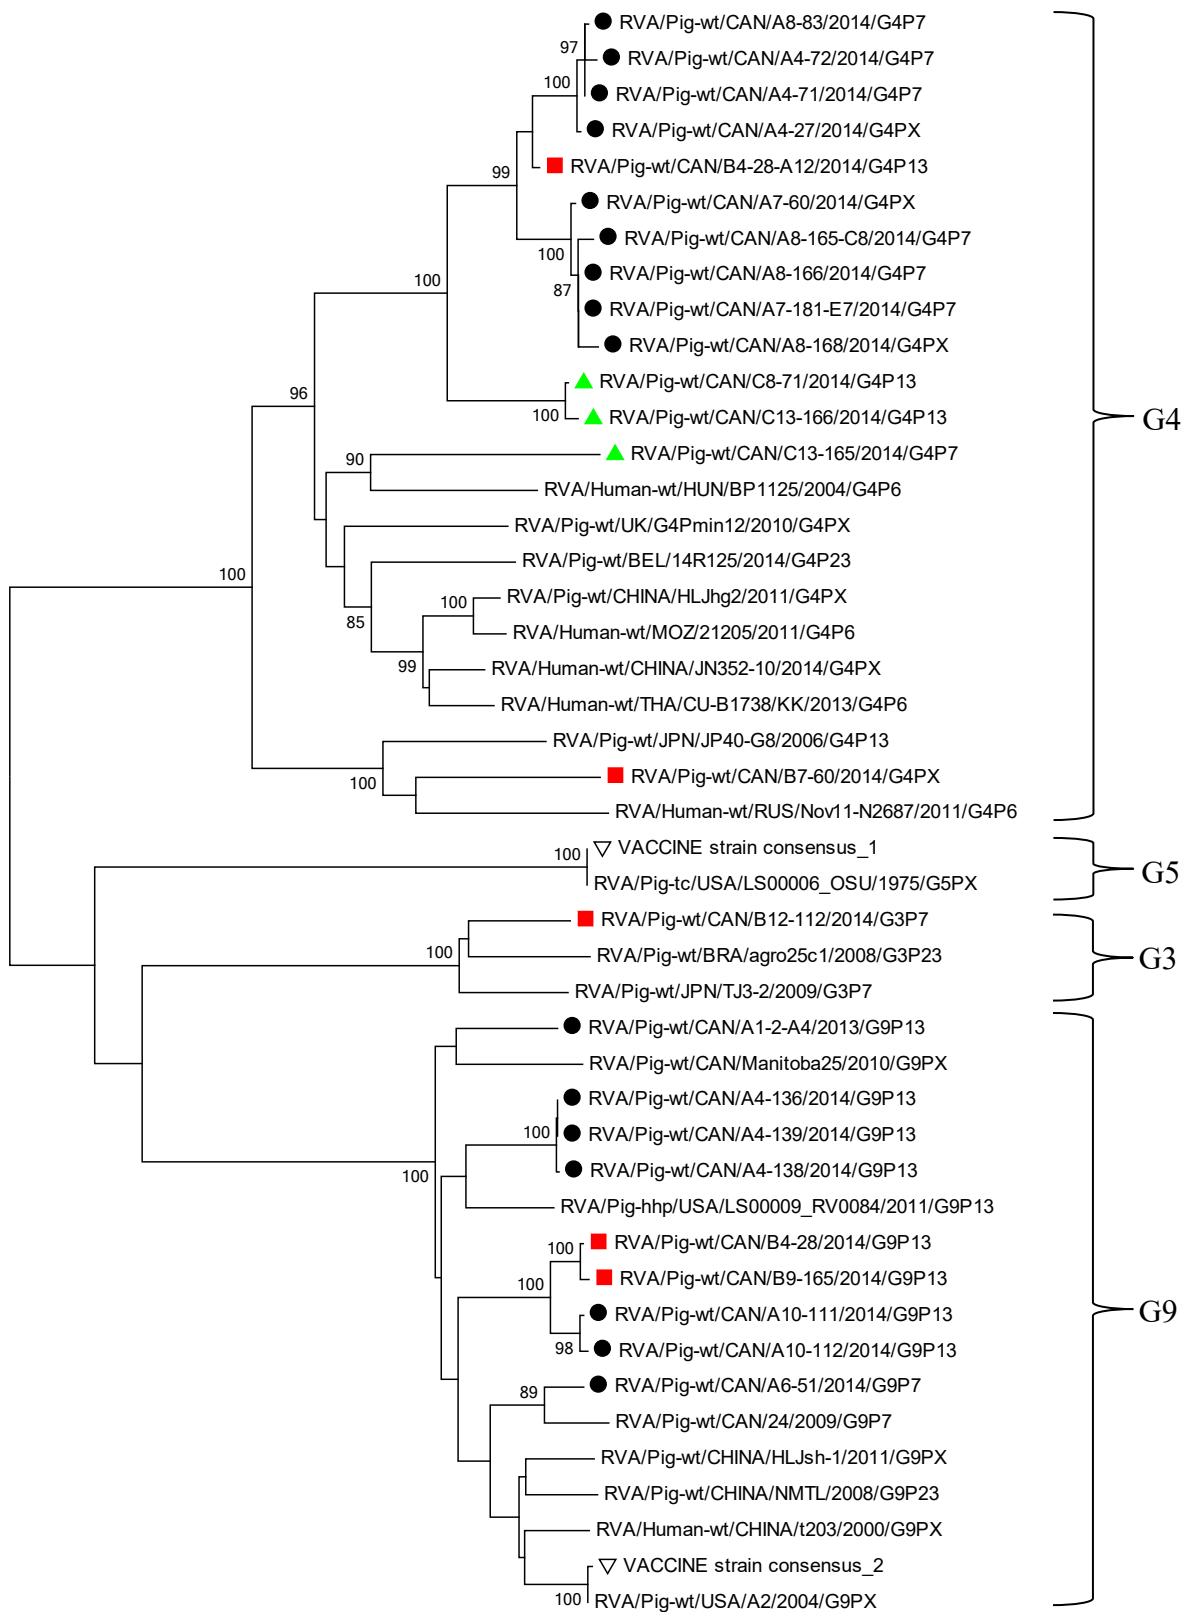 RVA/Pig-wt/CAN/A8-83/2014/G4P7
97
RVA/Pig-wt/CAN/A4-72/2014/G4P7
100
RVA/Pig-wt/CAN/A4-71/2014/G4P7
RVA/Pig-wt/CAN/A4-27/2014/G4PX
99
RVA/Pig-wt/CAN/B4-28-A12/2014/G4P13
RVA/Pig-wt/CAN/A7-60/2014/G4PX
RVA/Pig-wt/CAN/A8-165-C8/2014/G4P7
100
RVA/Pig-wt/CAN/A8-166/2014/G4P7
100
87
RVA/Pig-wt/CAN/A7-181-E7/2014/G4P7
RVA/Pig-wt/CAN/A8-168/2014/G4PX
RVA/Pig-wt/CAN/C8-71/2014/G4P13
96
100
RVA/Pig-wt/CAN/C13-166/2014/G4P13
G4
RVA/Pig-wt/CAN/C13-165/2014/G4P7
90
RVA/Human-wt/HUN/BP1125/2004/G4P6
RVA/Pig-wt/UK/G4Pmin12/2010/G4PX
RVA/Pig-wt/BEL/14R125/2014/G4P23
100
RVA/Pig-wt/CHINA/HLJhg2/2011/G4PX
100
85
RVA/Human-wt/MOZ/21205/2011/G4P6
99
RVA/Human-wt/CHINA/JN352-10/2014/G4PX
RVA/Human-wt/THA/CU-B1738/KK/2013/G4P6
RVA/Pig-wt/JPN/JP40-G8/2006/G4P13
100
RVA/Pig-wt/CAN/B7-60/2014/G4PX
RVA/Human-wt/RUS/Nov11-N2687/2011/G4P6
VACCINE strain consensus_1
100
G5
RVA/Pig-tc/USA/LS00006_OSU/1975/G5PX
RVA/Pig-wt/CAN/B12-112/2014/G3P7
100
RVA/Pig-wt/BRA/agro25c1/2008/G3P23
G3
RVA/Pig-wt/JPN/TJ3-2/2009/G3P7
RVA/Pig-wt/CAN/A1-2-A4/2013/G9P13
RVA/Pig-wt/CAN/Manitoba25/2010/G9PX
RVA/Pig-wt/CAN/A4-136/2014/G9P13
100
RVA/Pig-wt/CAN/A4-139/2014/G9P13
100
RVA/Pig-wt/CAN/A4-138/2014/G9P13
RVA/Pig-hhp/USA/LS00009_RV0084/2011/G9P13
100
RVA/Pig-wt/CAN/B4-28/2014/G9P13
100
RVA/Pig-wt/CAN/B9-165/2014/G9P13
RVA/Pig-wt/CAN/A10-111/2014/G9P13
G9
98
RVA/Pig-wt/CAN/A10-112/2014/G9P13
RVA/Pig-wt/CAN/A6-51/2014/G9P7
89
RVA/Pig-wt/CAN/24/2009/G9P7
RVA/Pig-wt/CHINA/HLJsh-1/2011/G9PX
RVA/Pig-wt/CHINA/NMTL/2008/G9P23
RVA/Human-wt/CHINA/t203/2000/G9PX
VACCINE strain consensus_2
100
RVA/Pig-wt/USA/A2/2004/G9PX